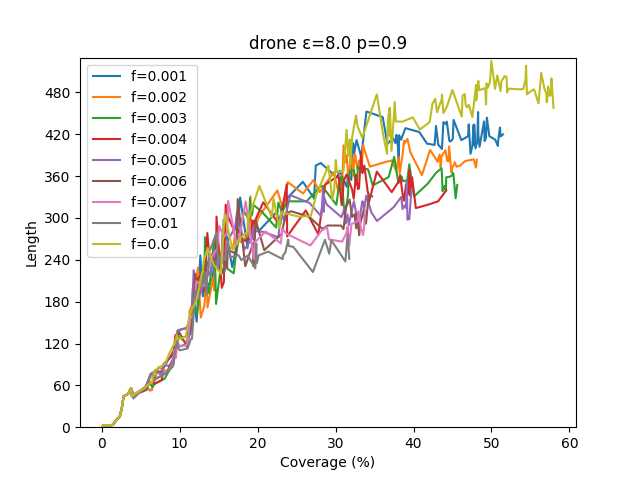 drone ε=8.0 p=0.9
f=0.001
f=0.002
f=0.003
f=0.004
f=0.005
f=0.006
f=0.007
f=0.01
f=0.0
Length
480
420
360
300
240
180
120
60
0
0 10 20 30 40 50 60
Coverage (%)